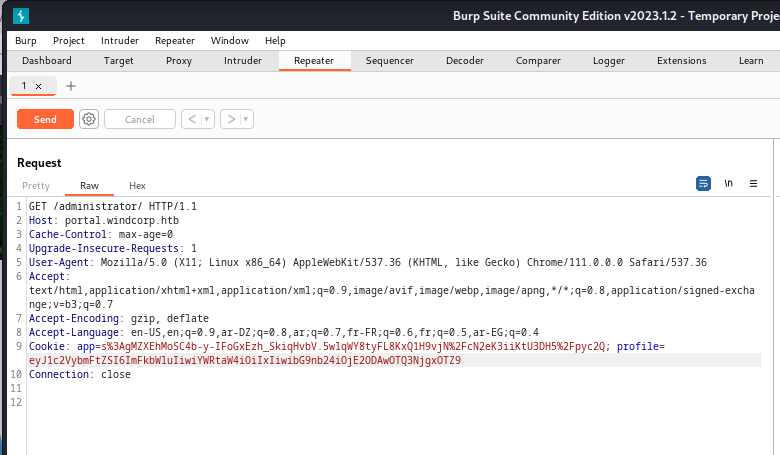 Burp Suite Community Edition v2023.1.2 - Temporary Proje
Burp Project Intruder Repeater Window Help
Dashboard Target Proxy Intruder Repeater Sequencer Decoder Comparer Logger Extensions Learn
1 × +
Send Cancel < ▾ > ▾
Request
Pretty Raw Hex \n ≡
1 GET /administrator/ HTTP/1.1
2 Host: portal.windcorp.htb
3 Cache-Control: max-age=0
4 Upgrade-Insecure-Requests: 1
5 User-Agent: Mozilla/5.0 (X11; Linux x86_64) AppleWebKit/537.36 (KHTML, like Gecko) Chrome/111.0.0.0 Safari/537.36
6 Accept:
text/html,application/xhtml+xml,application/xml;q=0.9,image/avif,image/webp,image/apng,*/*;q=0.8,application/signed-excha
nge;v=b3;q=0.7
7 Accept-Encoding: gzip, deflate
8 Accept-Language: en-US,en;q=0.9,ar-DZ;q=0.8,ar;q=0.7,fr-FR;q=0.6,fr;q=0.5,ar-EG;q=0.4
9 Cookie: app=s%3AgMZXEhMoSC4b-y-IFoGxEzh_SkiqHvbV.5w1qWY8tyFL8KxQ1H9vjN%2FcN2eK3iiKtU3DH5%2Fpyc2Q; profile=
eyJ1c2VybmFtZSI6ImFkbWluIiwiYWRtaW4iOiIxIiwibG9nb24iOjE2ODAwOTQ3NjgxOTZ9
10 Connection: close
11
12